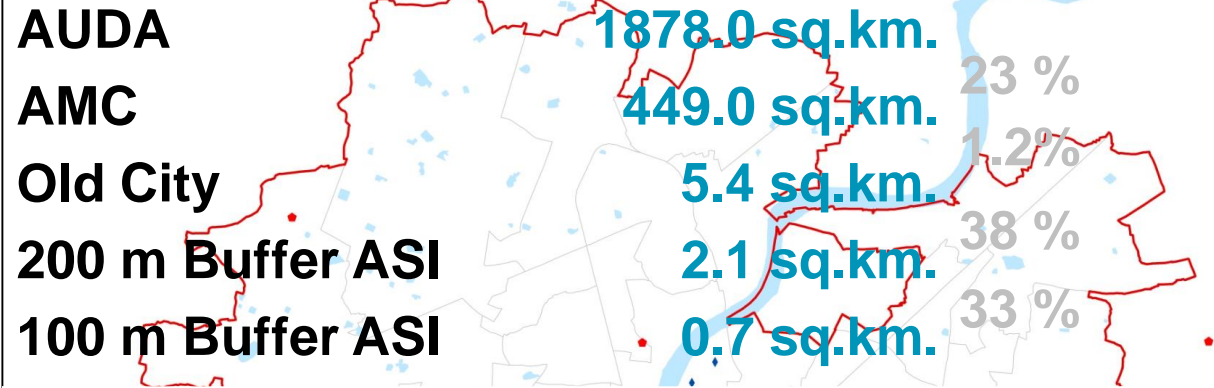 AUDA 1878.0 sq.km.
23 %
AMC 449.0 sq.km.
1.2%
Old City 5.4 sq.km.
38 %
200 m Buffer ASI 2.1 sq.km.
33 %
100 m Buffer ASI 0.7 sq.km.